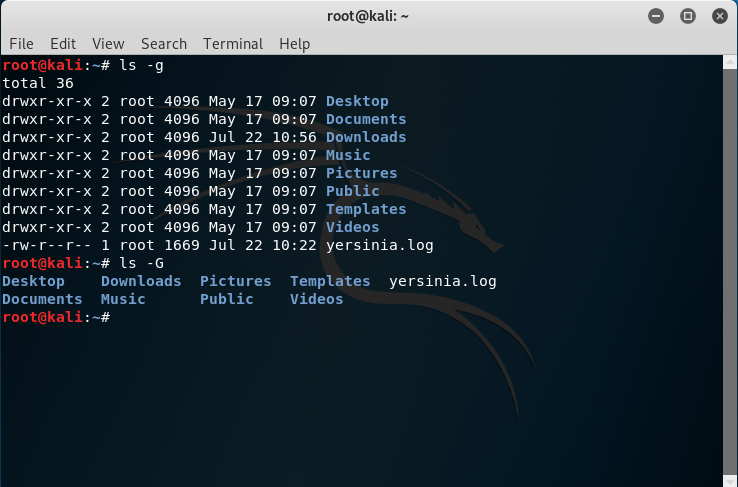 root@kali: ~
File Edit View Search Terminal Help
root@kali:~# ls -g
total 36
drwxr-xr-x 2 root 4096 May 17 09:07 Desktop
drwxr-xr-x 2 root 4096 May 17 09:07 Documents
drwxr-xr-x 2 root 4096 Jul 22 10:56 Downloads
drwxr-xr-x 2 root 4096 May 17 09:07 Music
drwxr-xr-x 2 root 4096 May 17 09:07 Pictures
drwxr-xr-x 2 root 4096 May 17 09:07 Public
drwxr-xr-x 2 root 4096 May 17 09:07 Templates
drwxr-xr-x 2 root 4096 May 17 09:07 Videos
-rw-r--r-- 1 root 1669 Jul 22 10:22 yersinia.log
root@kali:~# ls -G
Desktop    Downloads  Pictures  Templates  yersinia.log
Documents  Music      Public    Videos
root@kali:~#